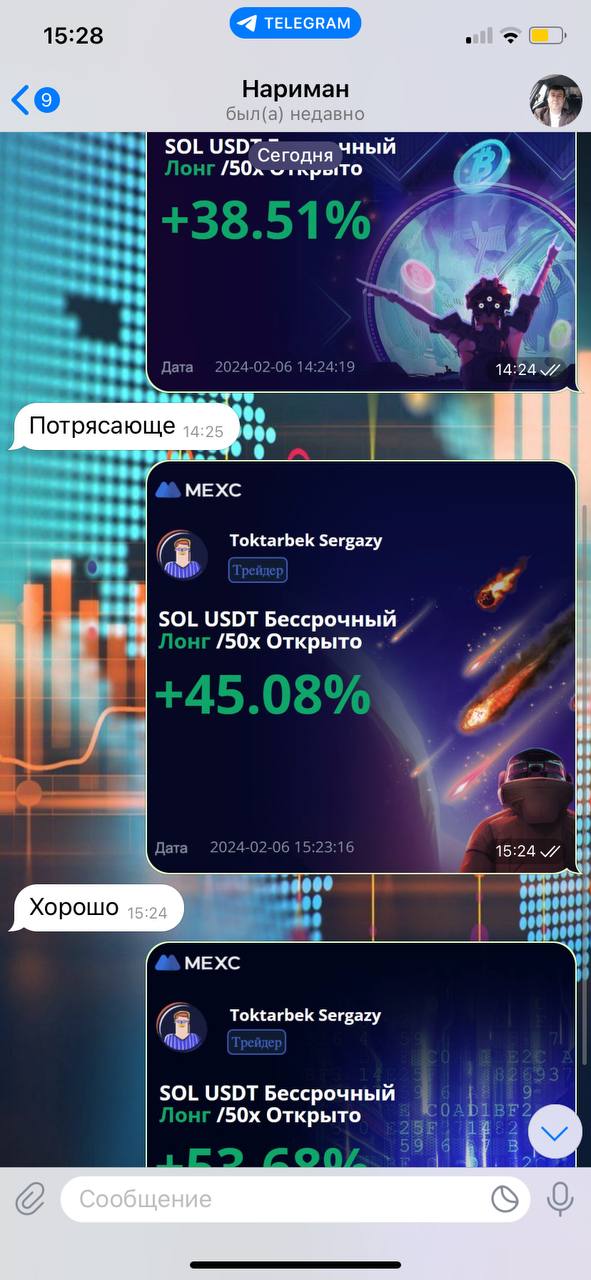 15:28
TELEGRAM
9
Нариман
был(а) недавно
Сегодня
SOL USDT Бессрочный
Лонг /50x Открыто
+38.51%
Дата 2024-02-06 14:24:19
14:24
Потрясающе 14:25
MEXC
Toktarbek Sergazy
Трейдер
SOL USDT Бессрочный
Лонг /50x Открыто
+45.08%
Дата 2024-02-06 15:23:16
15:24
Хорошо 15:24
MEXC
Toktarbek Sergazy
Трейдер
SOL USDT Бессрочный
Лонг /50x Открыто
+53.68%
Сообщение